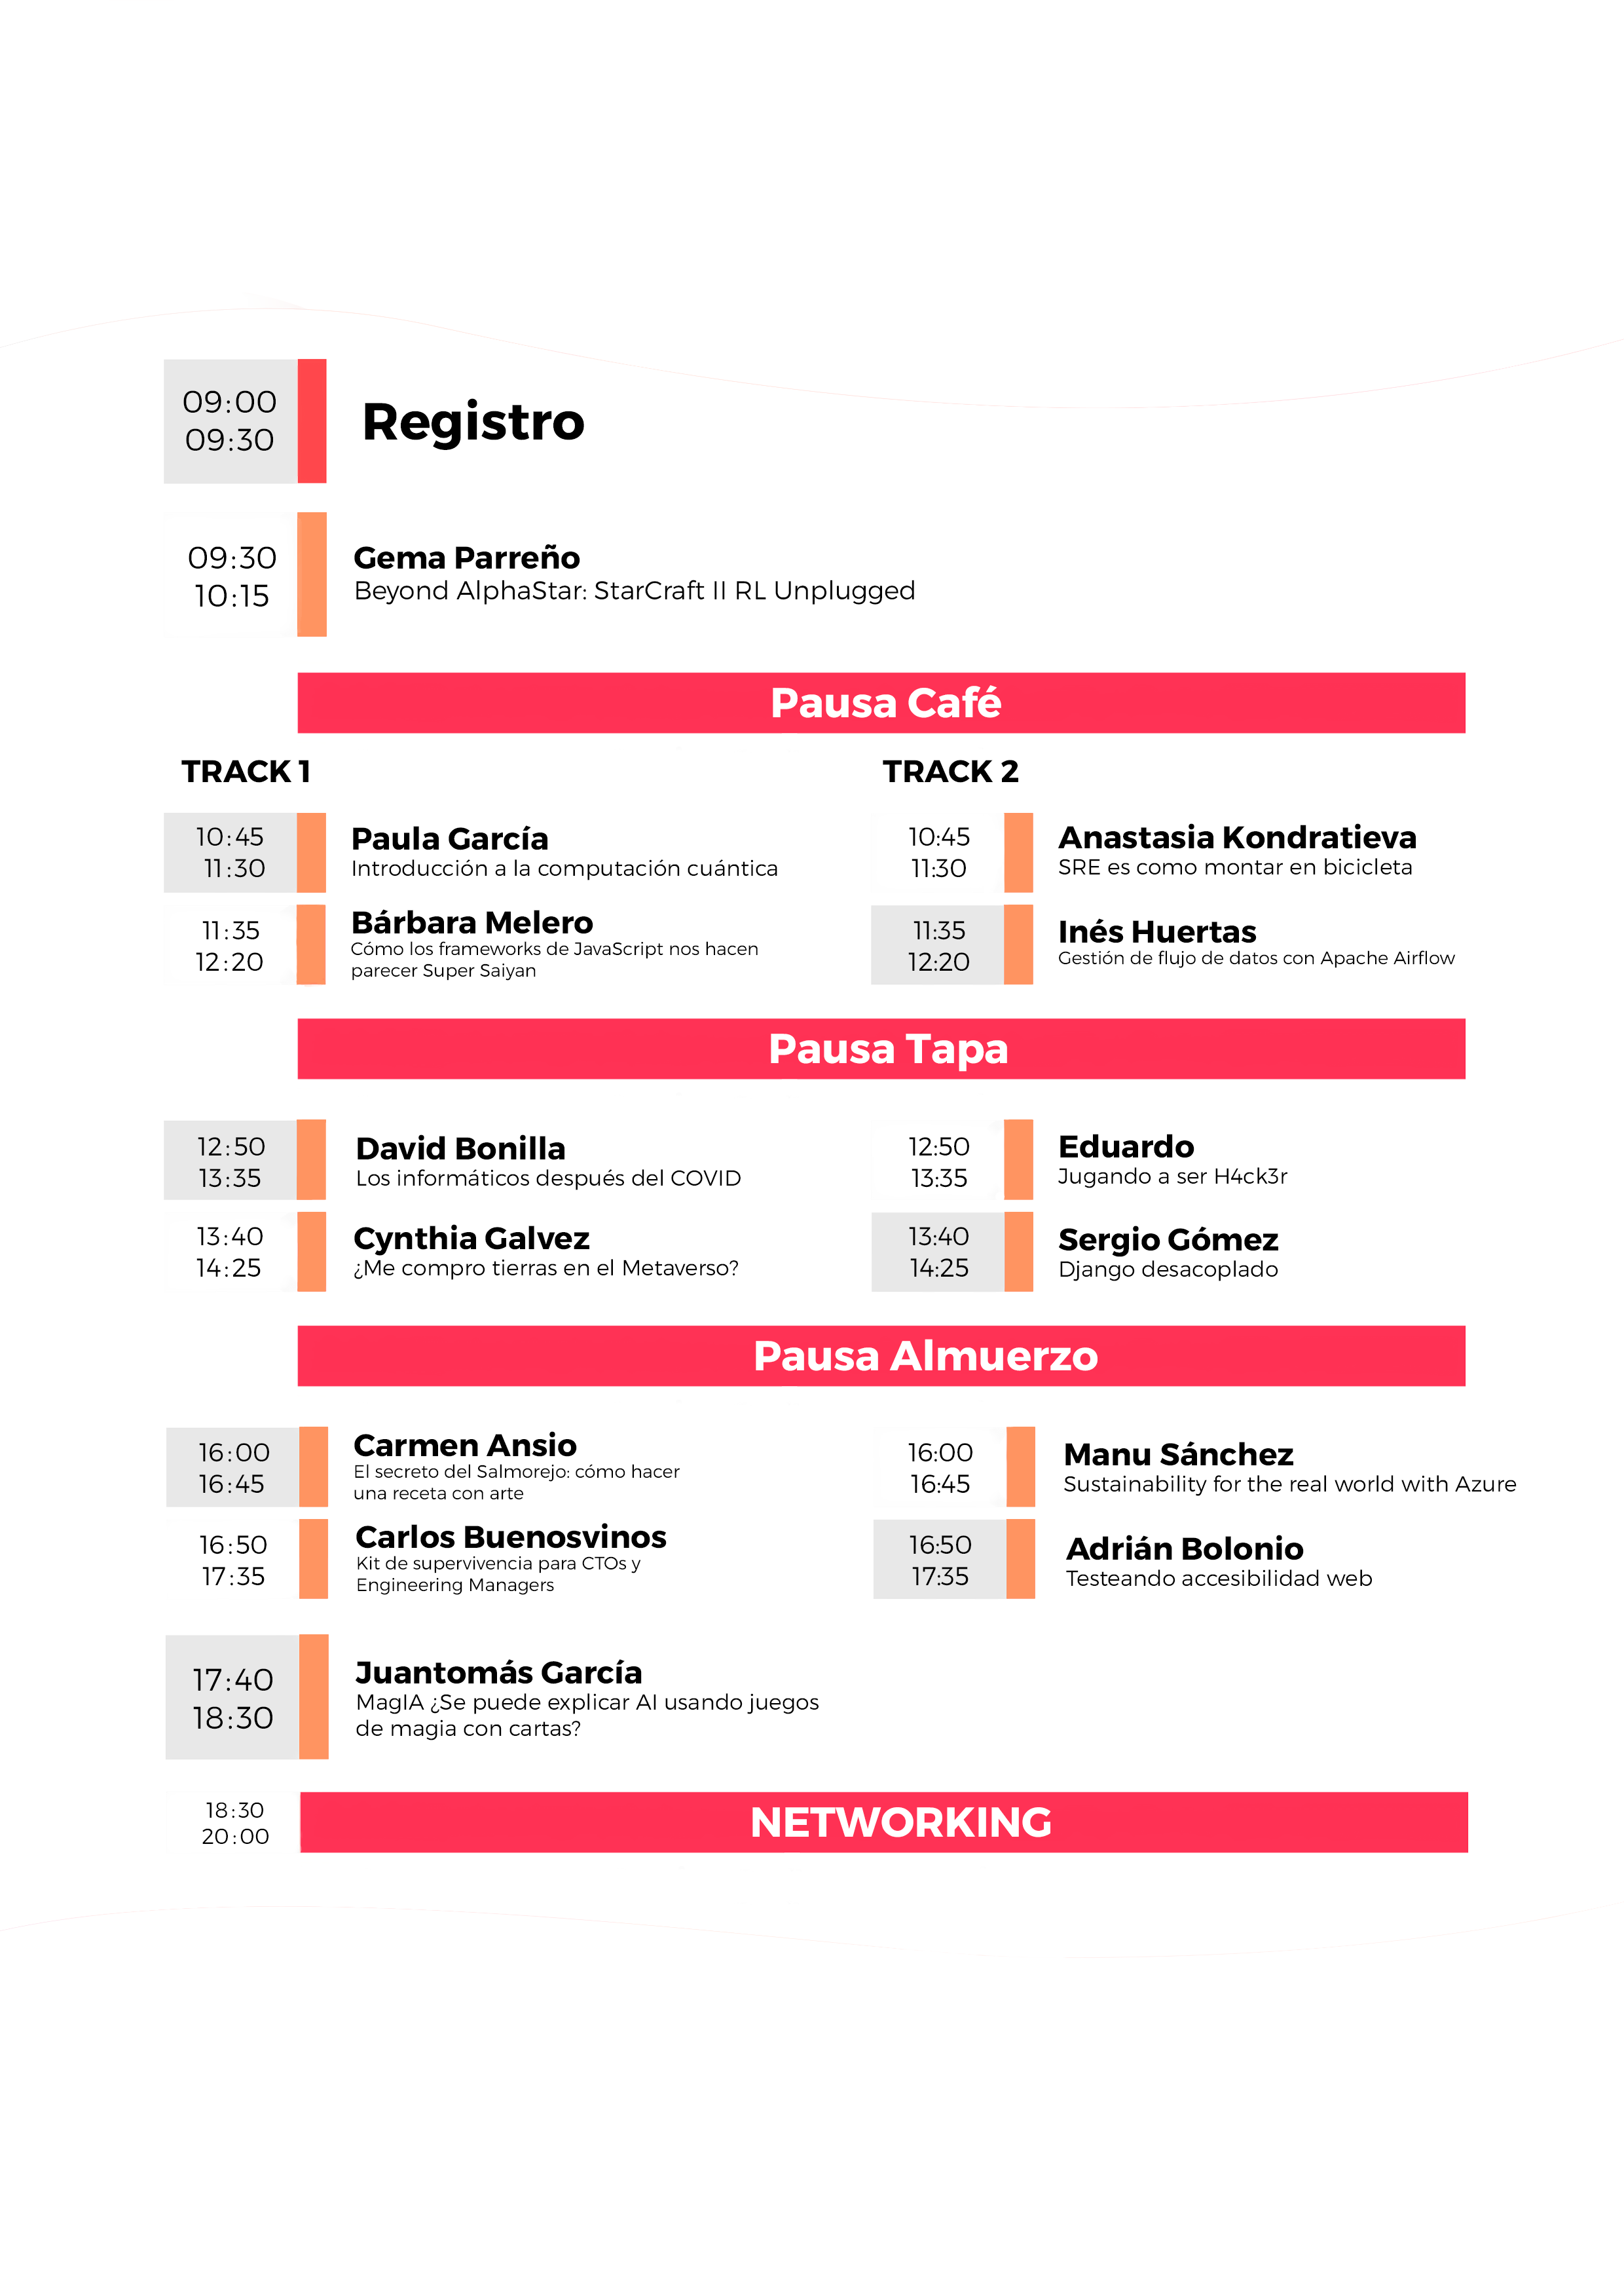 09:00
09:30
Registro
09:30
10:15
Gema Parreño
Beyond AlphaStar: StarCraft II RL Unplugged
Pausa Café
TRACK 1
10:45
11:30
Paula García
Introducción a la computación cuántica
11:35
12:20
Bárbara Melero
Cómo los frameworks de JavaScript nos hacen
parecer Super Saiyan
TRACK 2
10:45
11:30
Anastasia Kondratieva
SRE es como montar en bicicleta
11:35
12:20
Inés Huertas
Gestión de flujo de datos con Apache Airflow
Pausa Tapa
12:50
13:35
David Bonilla
Los informáticos después del COVID
13:40
14:25
Cynthia Galvez
¿Me compro tierras en el Metaverso?
12:50
13:35
Eduardo
Jugando a ser H4ck3r
13:40
14:25
Sergio Gómez
Django desacoplado
Pausa Almuerzo
16:00
16:45
Carmen Ansio
El secreto del Salmorejo: cómo hacer
una receta con arte
16:50
17:35
Carlos Buenosvinos
Kit de supervivencia para CTOs y
Engineering Managers
16:00
16:45
Manu Sánchez
Sustainability for the real world with Azure
16:50
17:35
Adrián Bolonio
Testeando accesibilidad web
17:40
18:30
Juantomás García
MagIA ¿Se puede explicar AI usando juegos
de magia con cartas?
18:30
20:00
NETWORKING